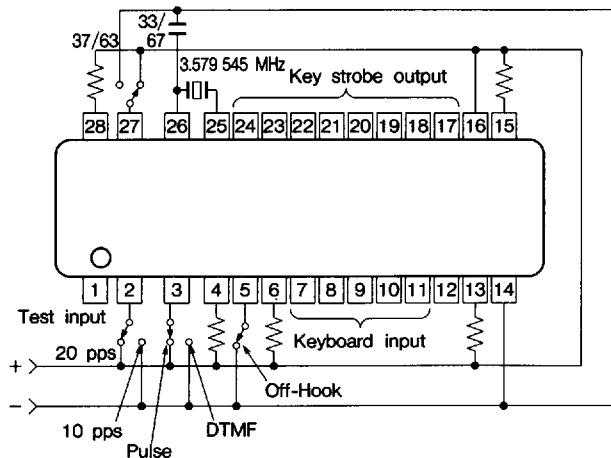 33/
37/63 67
3.579 545 MHz
Key strobe output
28 27 26 25 24 23 22 21 20 19 18 17 16 15
1 2 3 4 5 6 7 8 9 10 11 12 13 14
Test input
Keyboard input
+
20 pps
Off-Hook
−
10 pps
DTMF
Pulse